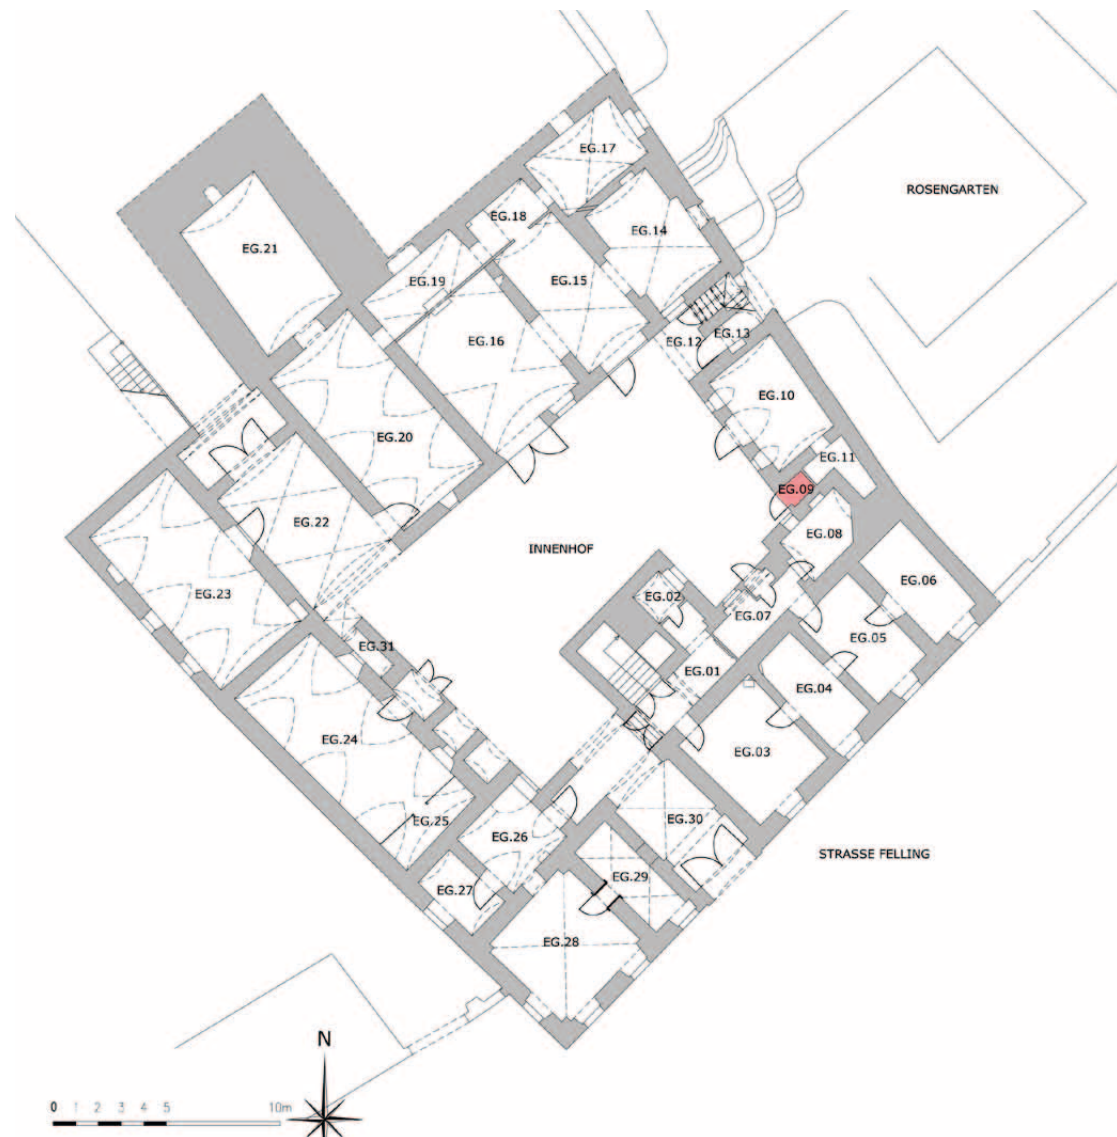 EG.17
ROSENGARTEN
EG.18
EG.14
EG.21
EG.19
EG.15
EG.16
EG.12
EG.13
EG.10
EG.20
EG.11
EG.09
EG.22
EG.08
INNENHOF
EG.06
EG.23
EG.02
EG.07
EG.05
EG.31
EG.01
EG.04
EG.24
EG.03
EG.25
EG.30
EG.26
STRASSE FELLING
EG.29
EG.27
EG.28
N
0 1 2 3 4 5 10m